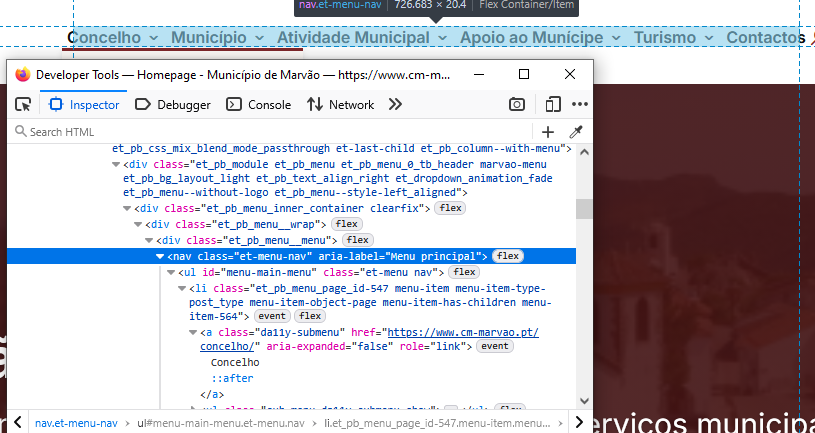 nav.et-menu-nav | 726.683 × 20.4 | Flex Container/Item
Concelho Município Atividade Municipal Apoio ao Munícipe Turismo Contactos
Developer Tools — Homepage - Município de Marvão — https://www.cm-m...
Inspector Debugger Console Network
Search HTML
et_pb_css_mix_blend_mode_passthrough et-last-child et_pb_column--with-menu">
<div class="et_pb_module et_pb_menu et_pb_menu_0_tb_header marvao-menu
et_pb_bg_layout_light et_pb_text_align_right et_dropdown_animation_fade
et_pb_menu--without-logo et_pb_menu--style-left_aligned">
<div class="et_pb_menu_inner_container clearfix"> flex
<div class="et_pb_menu__wrap"> flex
<div class="et_pb_menu__menu"> flex
<nav class="et-menu-nav" aria-label="Menu principal"> flex
<ul id="menu-main-menu" class="et-menu nav"> flex
<li class="et_pb_menu_page_id-547 menu-item menu-item-type-
post_type menu-item-object-page menu-item-has-children menu-
item-564"> event flex
<a class="da11y-submenu" href="https://www.cm-marvao.pt/
concelho/" aria-expanded="false" role="link"> event
Concelho
::after
</a>
nav.et-menu-nav ul#menu-main-menu.et-menu.nav li.et_pb_menu_page_id-547.menu-item.menu...
erviços municipa